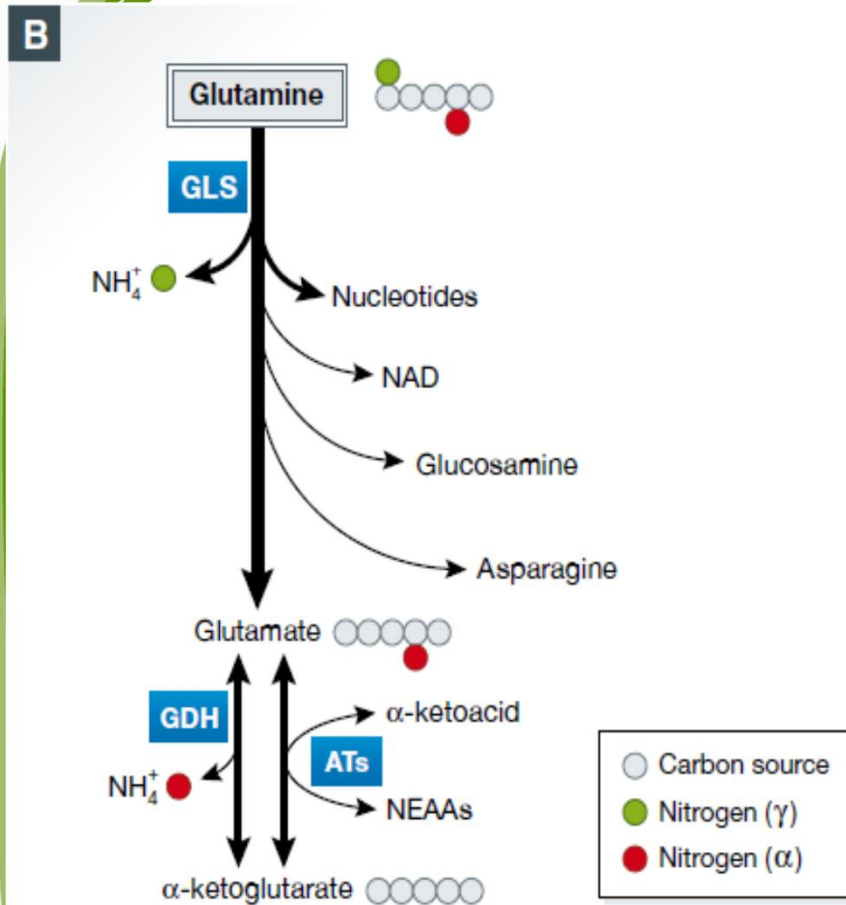 B
Glutamine
GLS
NH₄⁺
Nucleotides
NAD
Glucosamine
Asparagine
Glutamate
GDH
α-ketoacid
ATs
NH₄⁺
NEAAs
α-ketoglutarate
Carbon source
Nitrogen (γ)
Nitrogen (α)